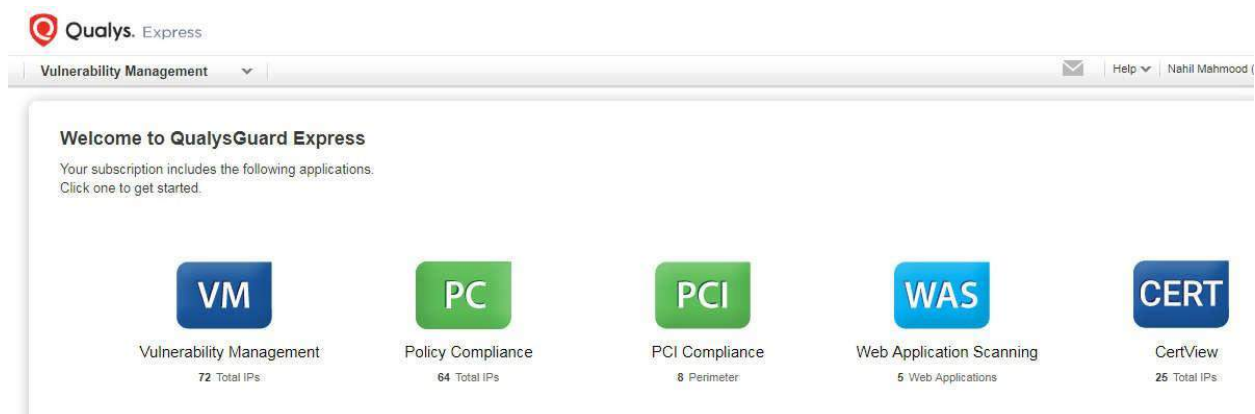 Qualys. Express
Vulnerability Management
Help
Nahil Mahmood (
Welcome to QualysGuard Express
Your subscription includes the following applications.
Click one to get started.
VM
PC
PCI
WAS
CERT
Vulnerability Management
Policy Compliance
PCI Compliance
Web Application Scanning
CertView
72 Total IPs
64 Total IPs
8 Perimeter
5 Web Applications
25 Total IPs